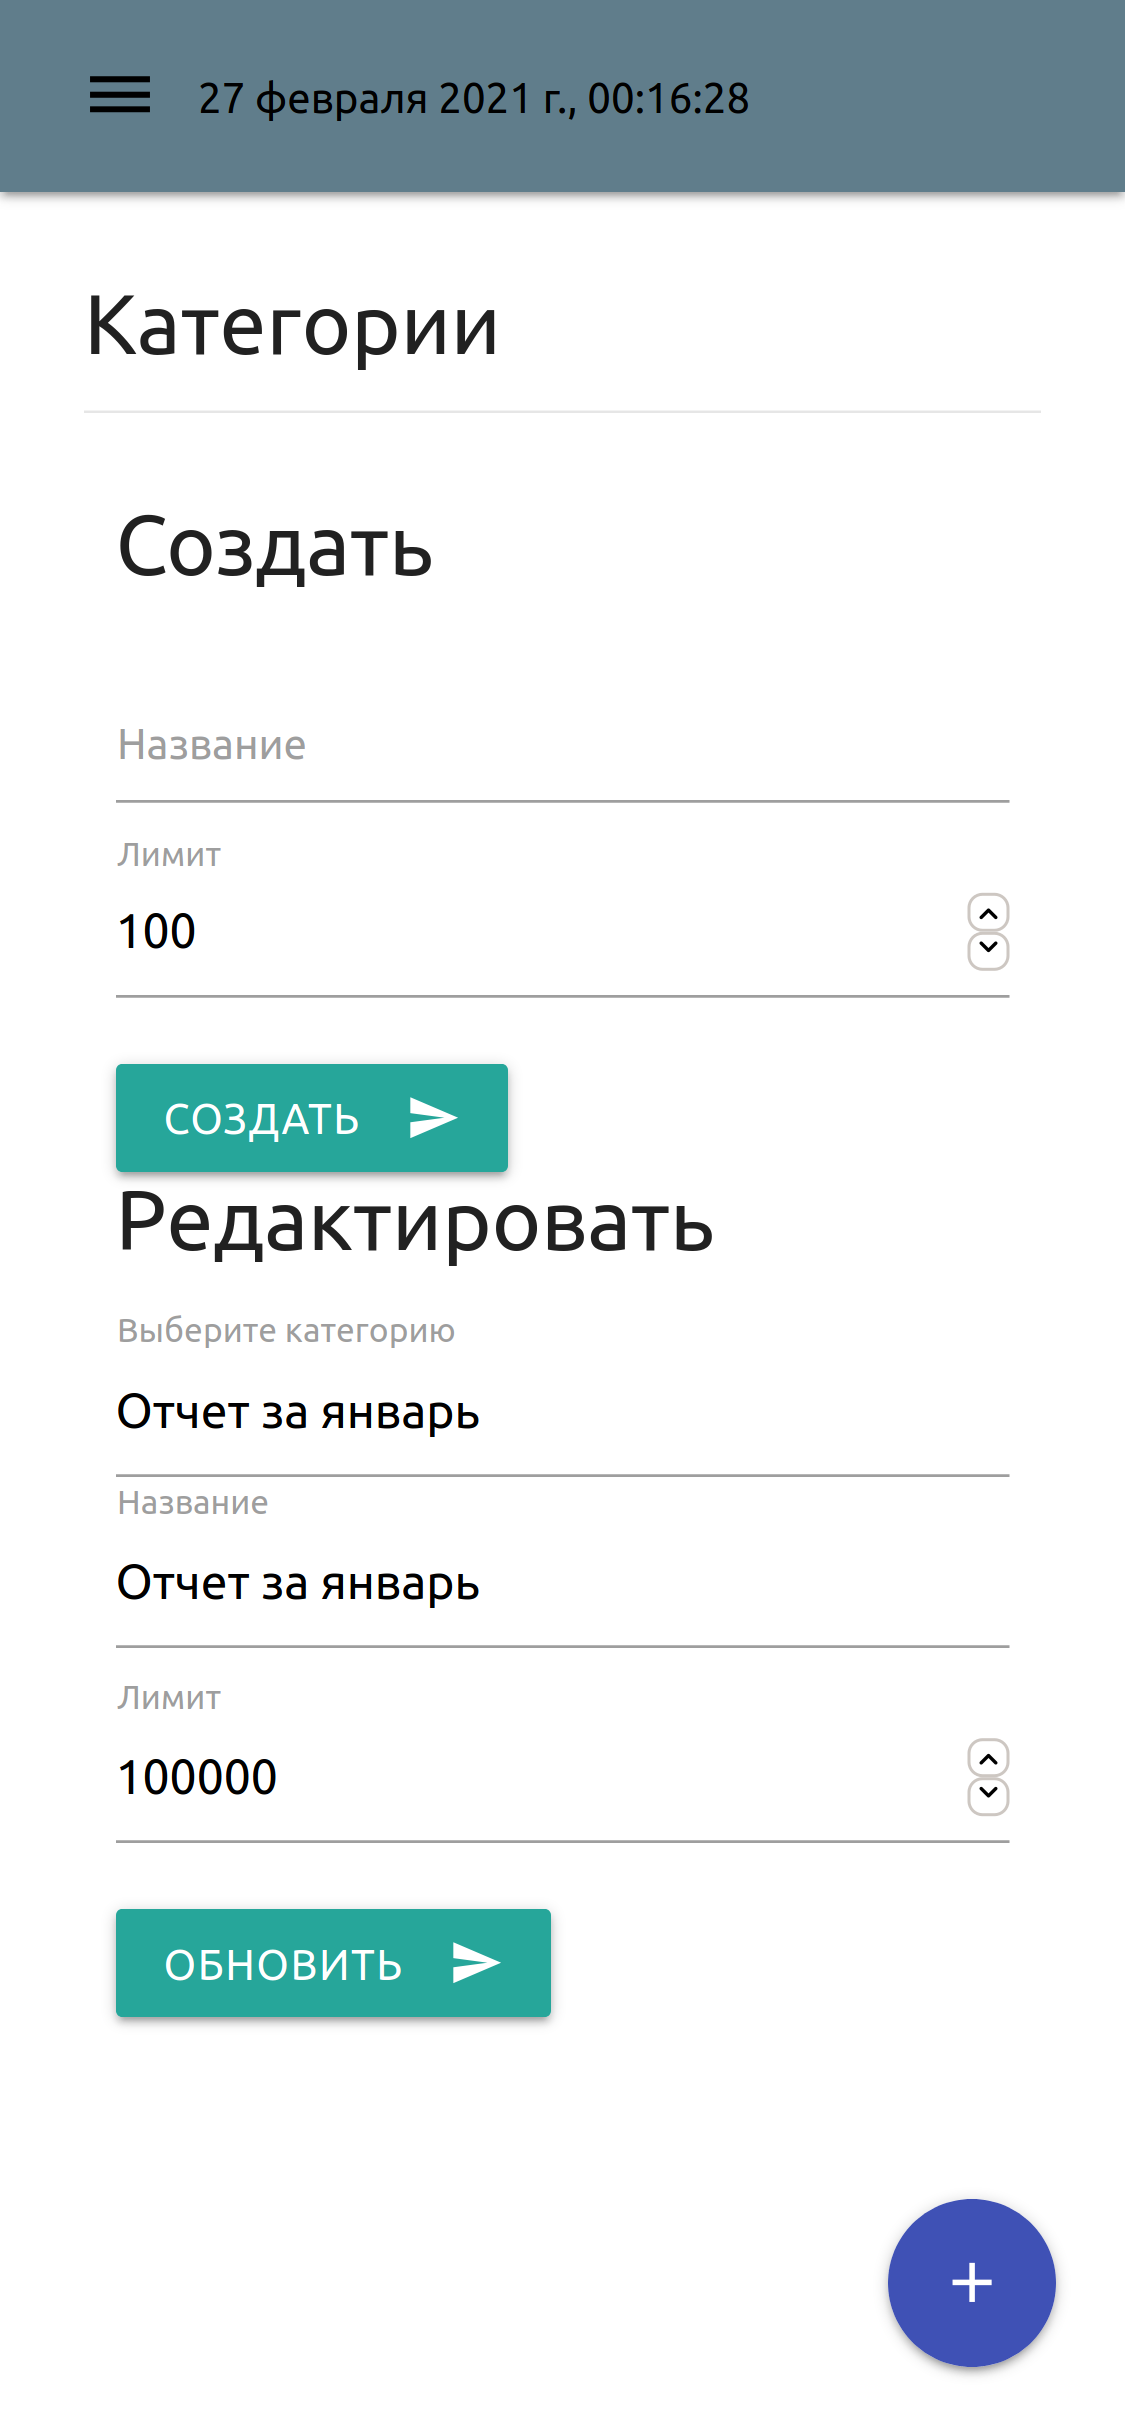 27 февраля 2021 г., 00:16:28
Категории
Создать
Название
Лимит
100
СОЗДАТЬ
Редактировать
Выберите категорию
Отчет за январь
Название
Отчет за январь
Лимит
100000
ОБНОВИТЬ